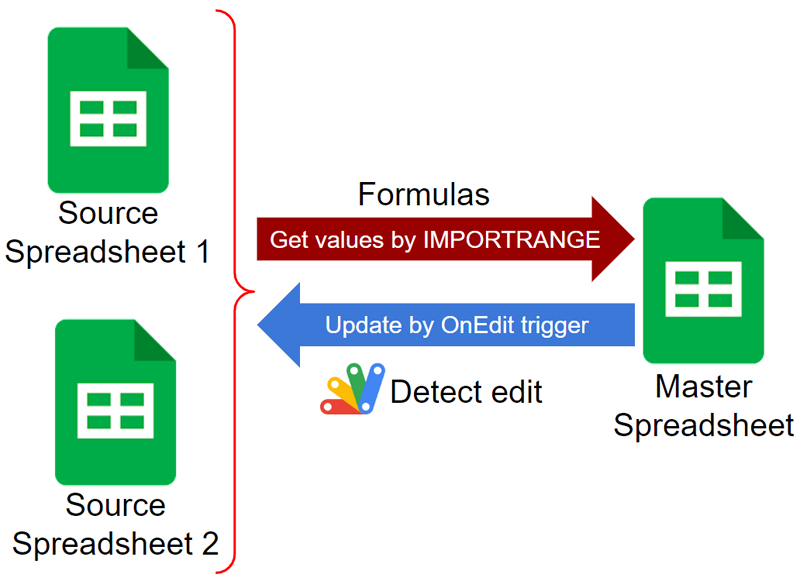 Source
Spreadsheet 1
Formulas
Get values by IMPORTRANGE
Update by OnEdit trigger
Detect edit
Master
Spreadsheet
Source
Spreadsheet 2